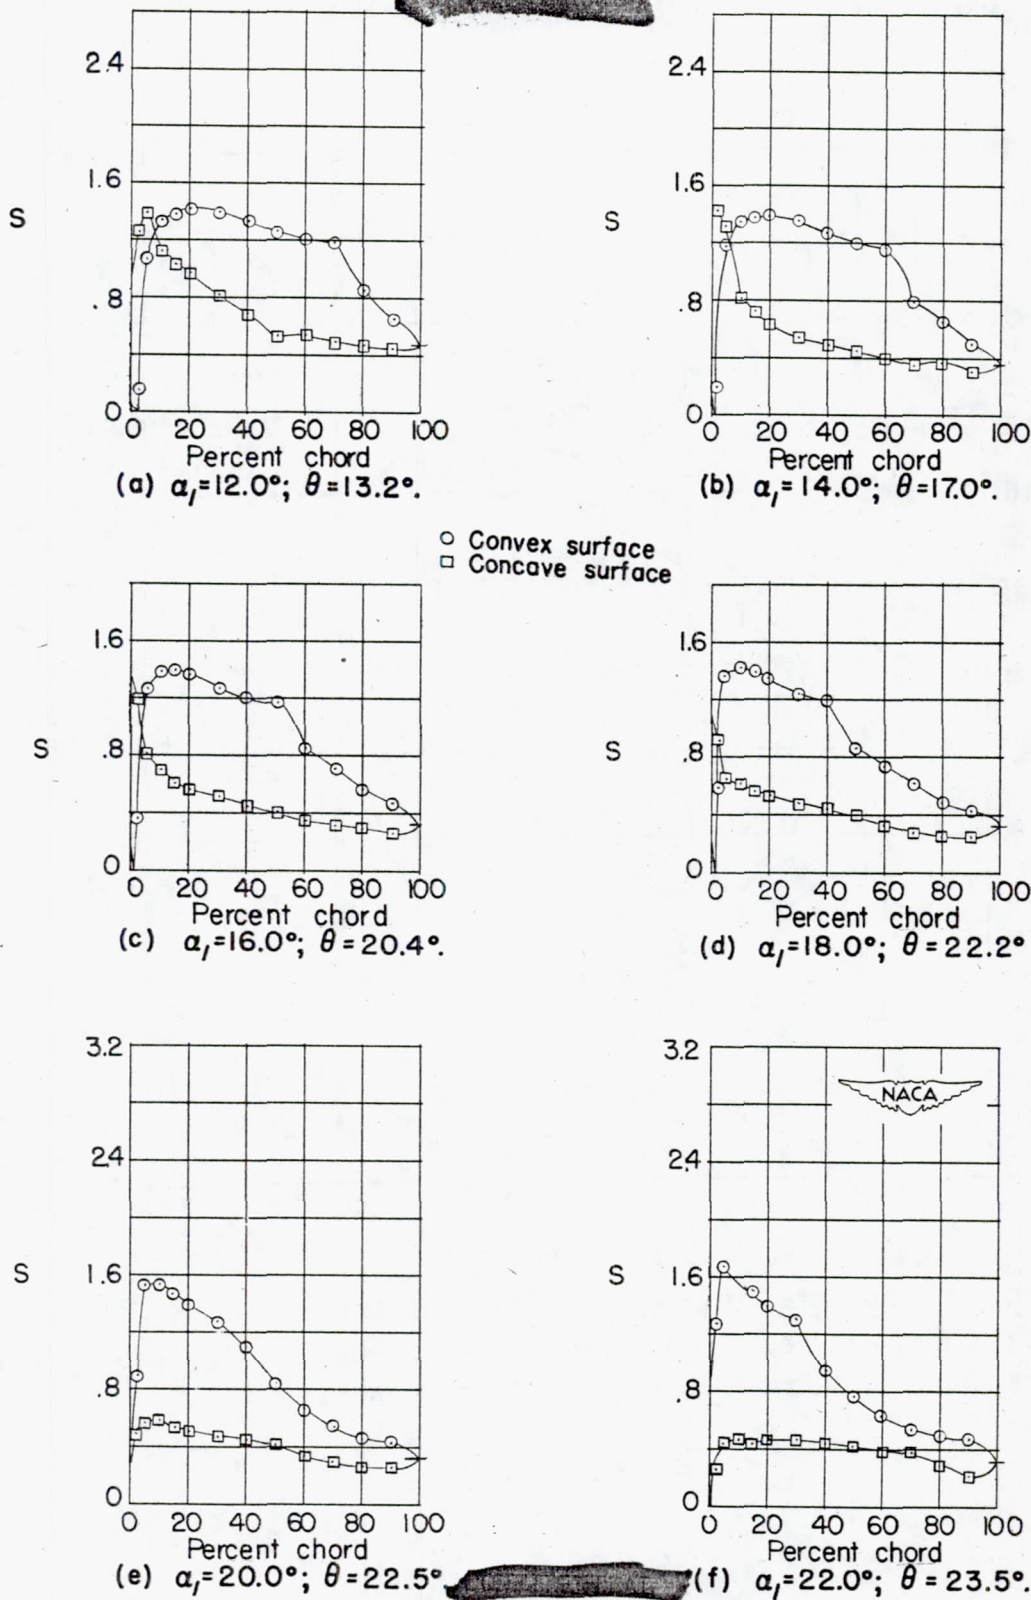 2.4
1.6
S
.8
0
0 20 40 60 80 100
Percent chord
(a) α₁=12.0°; θ=13.2°.
2.4
1.6
S
.8
0
0 20 40 60 80 100
Percent chord
(b) α₁=14.0°; θ=17.0°.
Convex surface
Concave surface
1.6
S
.8
0
0 20 40 60 80 100
Percent chord
(c) α₁=16.0°; θ=20.4°.
1.6
S
.8
0
0 20 40 60 80 100
Percent chord
(d) α₁=18.0°; θ=22.2°
3.2
2.4
1.6
S
.8
0
0 20 40 60 80 100
Percent chord
(e) α₁=20.0°; θ=22.5°
3.2
NACA
2.4
1.6
S
.8
0
0 20 40 60 80 100
Percent chord
(f) α₁=22.0°; θ=23.5°.